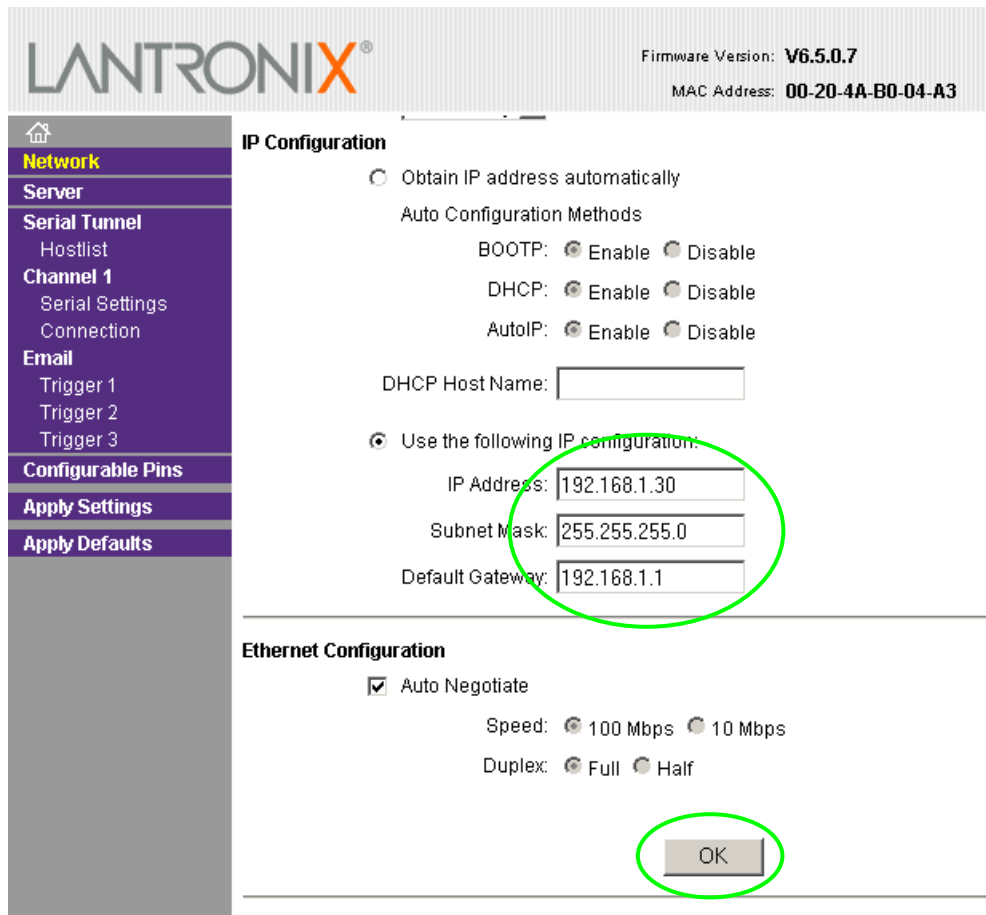 LANTRONIX®
Firmware Version: V6.5.0.7
MAC Address: 00-20-4A-B0-04-A3
Network
Server
Serial Tunnel
Hostlist
Channel 1
Serial Settings
Connection
Email
Trigger 1
Trigger 2
Trigger 3
Configurable Pins
Apply Settings
Apply Defaults
IP Configuration
Obtain IP address automatically
Auto Configuration Methods
BOOTP: Enable Disable
DHCP: Enable Disable
AutoIP: Enable Disable
DHCP Host Name:
Use the following IP configuration:
IP Address: 192.168.1.30
Subnet Mask: 255.255.255.0
Default Gateway: 192.168.1.1
Ethernet Configuration
Auto Negotiate
Speed: 100 Mbps 10 Mbps
Duplex: Full Half
OK